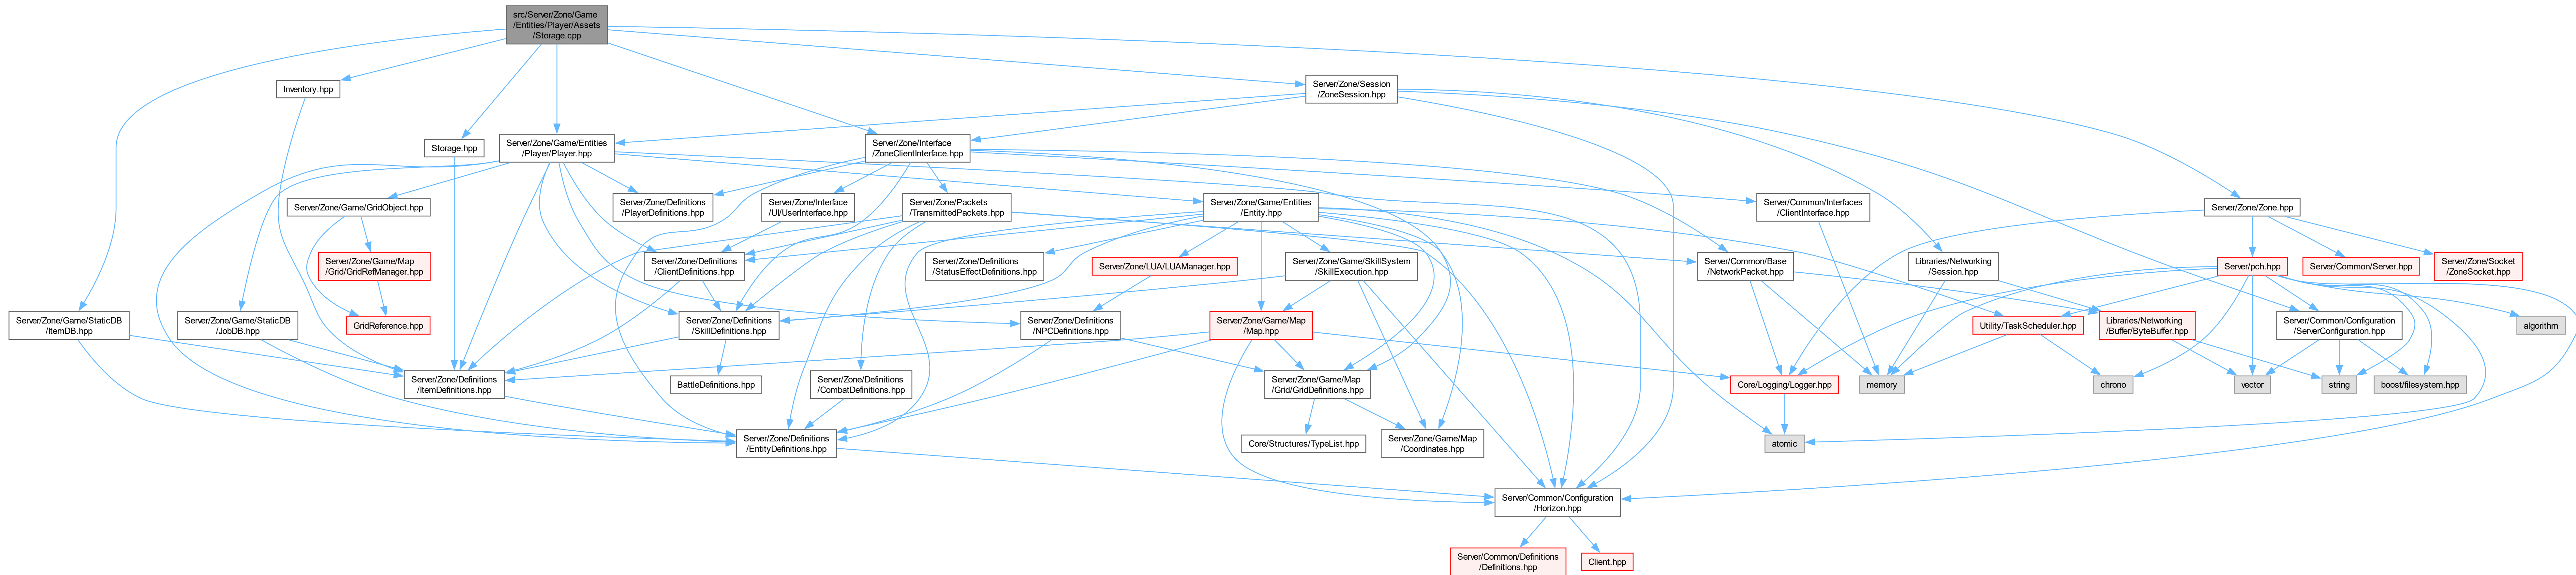 src/Server/Zone/Game
/Entities/Player/Assets
/Storage.cpp
Inventory.hpp
Server/Zone/Session
/ZoneSession.hpp
Storage.hpp
Server/Zone/Game/Entities
/Player/Player.hpp
Server/Zone/Interface
/ZoneClientInterface.hpp
Server/Zone/Game/GridObject.hpp
Server/Zone/Definitions
/PlayerDefinitions.hpp
Server/Zone/Interface
/UI/UserInterface.hpp
Server/Zone/Packets
/TransmittedPackets.hpp
Server/Zone/Game/Entities
/Entity.hpp
Server/Common/Interfaces
/ClientInterface.hpp
Server/Zone/Zone.hpp
Server/Zone/Game/Map
/Grid/GridRefManager.hpp
Server/Zone/Definitions
/ClientDefinitions.hpp
Server/Zone/Definitions
/StatusEffectDefinitions.hpp
Server/Zone/LUA/LUAManager.hpp
Server/Zone/Game/SkillSystem
/SkillExecution.hpp
Server/Common/Base
/NetworkPacket.hpp
Libraries/Networking
/Session.hpp
Server/pch.hpp
Server/Common/Server.hpp
Server/Zone/Socket
/ZoneSocket.hpp
Server/Zone/Game/StaticDB
/ItemDB.hpp
Server/Zone/Game/StaticDB
/JobDB.hpp
GridReference.hpp
Server/Zone/Definitions
/SkillDefinitions.hpp
Server/Zone/Definitions
/NPCDefinitions.hpp
Server/Zone/Game/Map
/Map.hpp
Utility/TaskScheduler.hpp
Libraries/Networking
/Buffer/ByteBuffer.hpp
Server/Common/Configuration
/ServerConfiguration.hpp
algorithm
Server/Zone/Definitions
/ItemDefinitions.hpp
BattleDefinitions.hpp
Server/Zone/Definitions
/CombatDefinitions.hpp
Server/Zone/Game/Map
/Grid/GridDefinitions.hpp
Core/Logging/Logger.hpp
memory
chrono
vector
string
boost/filesystem.hpp
Server/Zone/Definitions
/EntityDefinitions.hpp
Core/Structures/TypeList.hpp
Server/Zone/Game/Map
/Coordinates.hpp
atomic
Server/Common/Configuration
/Horizon.hpp
Server/Common/Definitions
/Definitions.hpp
Client.hpp